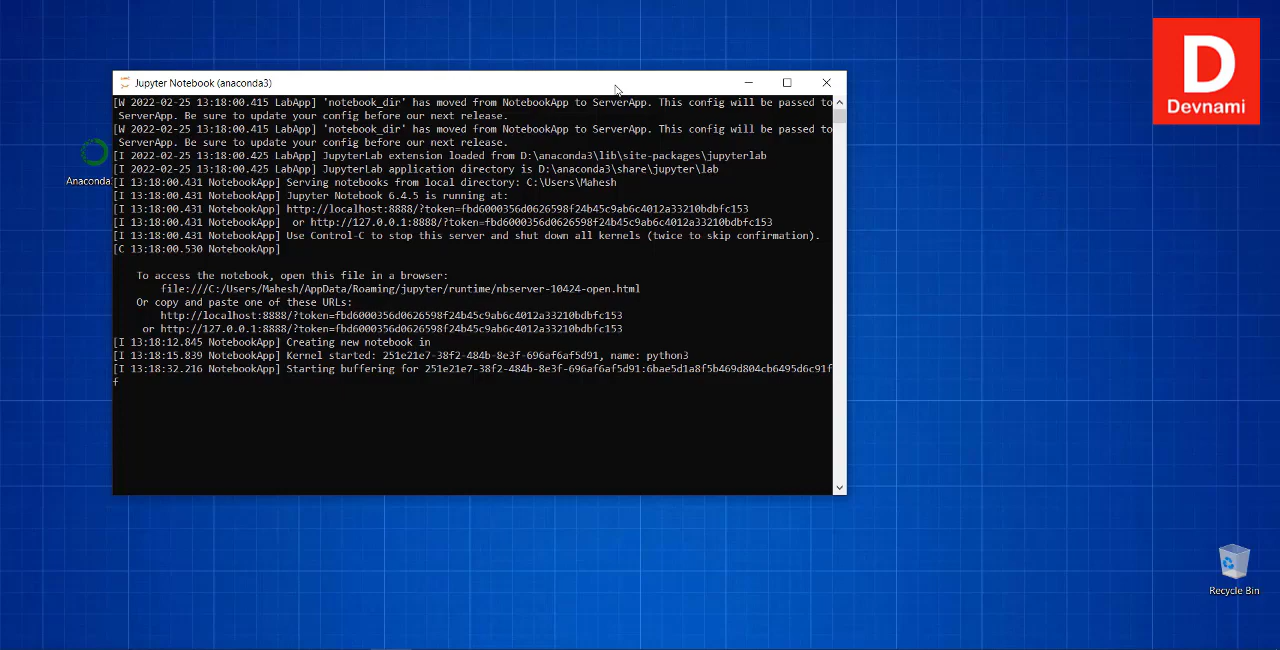 D
Devnami
Jupyter Notebook (anaconda3)
[W 2022-02-25 13:18:00.415 LabApp] 'notebook_dir' has moved from NotebookApp to ServerApp. This config will be passed to
ServerApp. Be sure to update your config before our next release.
[W 2022-02-25 13:18:00.415 LabApp] 'notebook_dir' has moved from NotebookApp to ServerApp. This config will be passed to
ServerApp. Be sure to update your config before our next release.
[I 2022-02-25 13:18:00.425 LabApp] JupyterLab extension loaded from D:\anaconda3\lib\site-packages\jupyterlab
[I 2022-02-25 13:18:00.425 LabApp] JupyterLab application directory is D:\anaconda3\share\jupyter\lab
[I 13:18:00.431 NotebookApp] Serving notebooks from local directory: C:\Users\Mahesh
[I 13:18:00.431 NotebookApp] Jupyter Notebook 6.4.5 is running at:
[I 13:18:00.431 NotebookApp] http://localhost:8888/?token=fbd6000356d0626598f24b45c9ab6c4012a33210bdbfc153
[I 13:18:00.431 NotebookApp]  or http://127.0.0.1:8888/?token=fbd6000356d0626598f24b45c9ab6c4012a33210bdbfc153
[I 13:18:00.431 NotebookApp] Use Control-C to stop this server and shut down all kernels (twice to skip confirmation).
[C 13:18:00.530 NotebookApp]
To access the notebook, open this file in a browser:
file:///C:/Users/Mahesh/AppData/Roaming/jupyter/runtime/nbserver-10424-open.html
Or copy and paste one of these URLs:
http://localhost:8888/?token=fbd6000356d0626598f24b45c9ab6c4012a33210bdbfc153
or http://127.0.0.1:8888/?token=fbd6000356d0626598f24b45c9ab6c4012a33210bdbfc153
[I 13:18:12.845 NotebookApp] Creating new notebook in
[I 13:18:15.839 NotebookApp] Kernel started: 251e21e7-38f2-484b-8e3f-696af6af5d91, name: python3
[I 13:18:32.216 NotebookApp] Starting buffering for 251e21e7-38f2-484b-8e3f-696af6af5d91:6bae5d1a8f5b469d804cb6495d6c91f
f
Anaconda
Recycle Bin